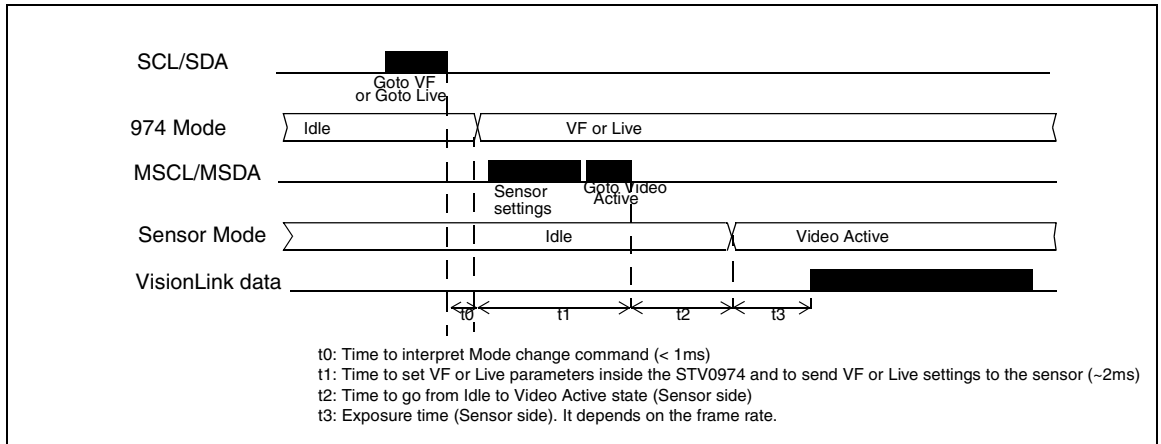 SCL/SDA
Goto VF
or Goto Live
974 Mode
Idle
VF or Live
MSCL/MSDA
Sensor
settings
Goto Video
Active
Sensor Mode
Idle
Video Active
VisionLink data
t0
t1
t2
t3
t0: Time to interpret Mode change command (< 1ms)
t1: Time to set VF or Live parameters inside the STV0974 and to send VF or Live settings to the sensor (~2ms)
t2: Time to go from Idle to Video Active state (Sensor side)
t3: Exposure time (Sensor side). It depends on the frame rate.